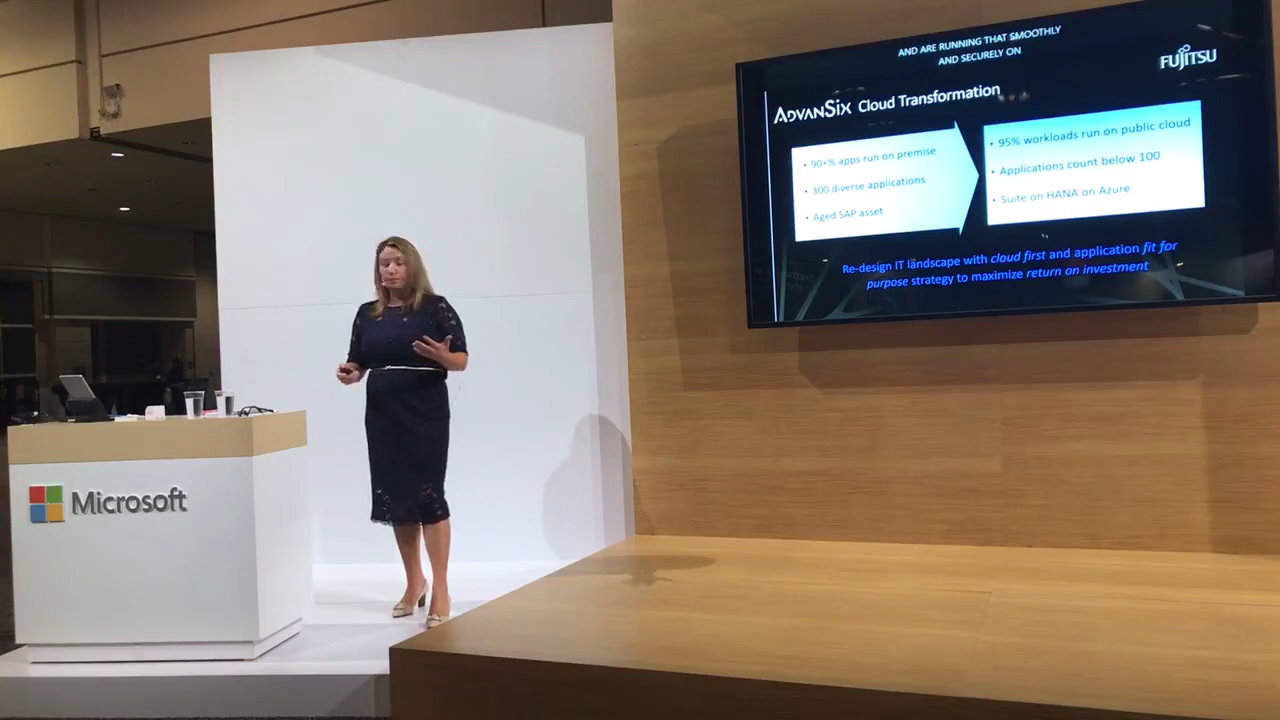 AND ARE RUNNING THAT SMOOTHLY
AND SECURELY ON
FUJITSU
ADVANSIX Cloud Transformation
• 90+% apps run on premise
• 300 diverse applications
• Aged SAP asset
• 95% workloads run on public cloud
• Applications count below 100
• Suite on HANA on Azure
Re-design IT landscape with cloud first and application fit for
purpose strategy to maximize return on investment
Microsoft